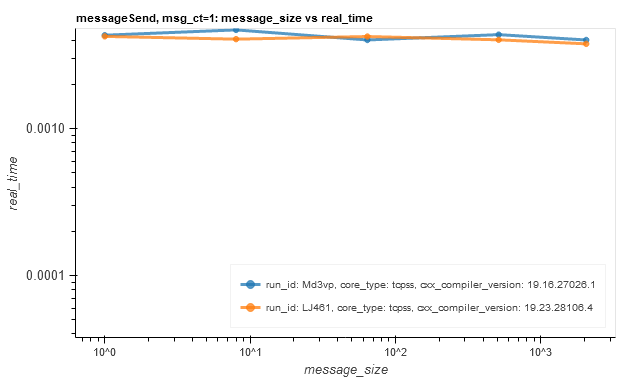 messageSend, msg_ct=1: message_size vs real_time
0.0010
real_time
0.0001
run_id: Md3vp, core_type: tcpss, cxx_compiler_version: 19.16.27026.1
run_id: LJ461, core_type: tcpss, cxx_compiler_version: 19.23.28106.4
10^0
10^1
10^2
10^3
message_size